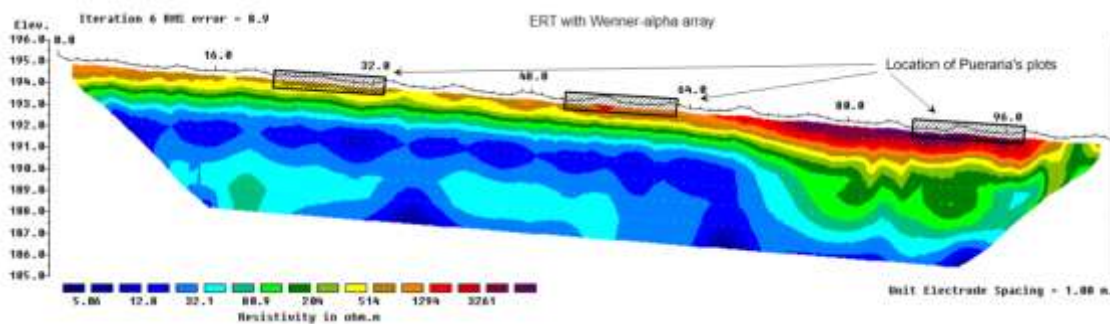 Iteration 6 RMS error = 8.9
ERT with Wenner-alpha array
Elev.
196.0
0.0
195.0
16.0
32.0
Location of Pueraria's plots
194.0
48.0
193.0
64.0
192.0
80.0
191.0
96.0
190.0
189.0
188.0
187.0
186.0
185.0
5.06 12.8 32.1 80.9 204 514 1294 3261
Resistivity in ohm.m
Unit Electrode Spacing = 1.00 m.